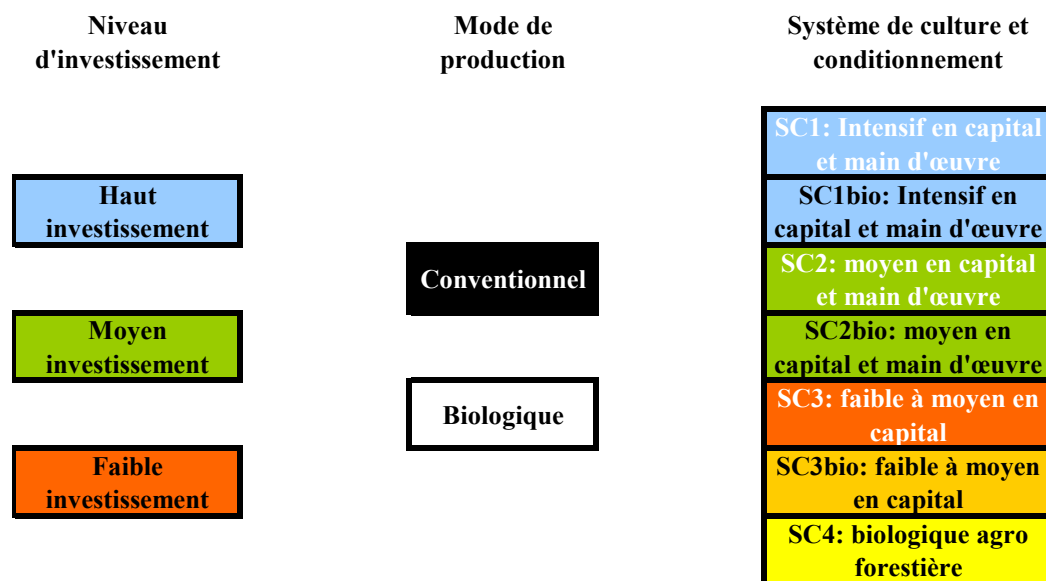 Niveau
d'investissement
Mode de
production
Système de culture et
conditionnement
Haut
investissement
Moyen
investissement
Faible
investissement
Conventionnel
Biologique
SC1: Intensif en capital
et main d'œuvre
SC1bio: Intensif en
capital et main d'œuvre
SC2: moyen en capital
et main d'œuvre
SC2bio: moyen en
capital et main d'œuvre
SC3: faible à moyen en
capital
SC3bio: faible à moyen
en capital
SC4: biologique agro
forestière